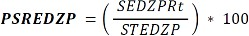 PSREDZP = ( SEDZPRt / STEDZP ) * 100